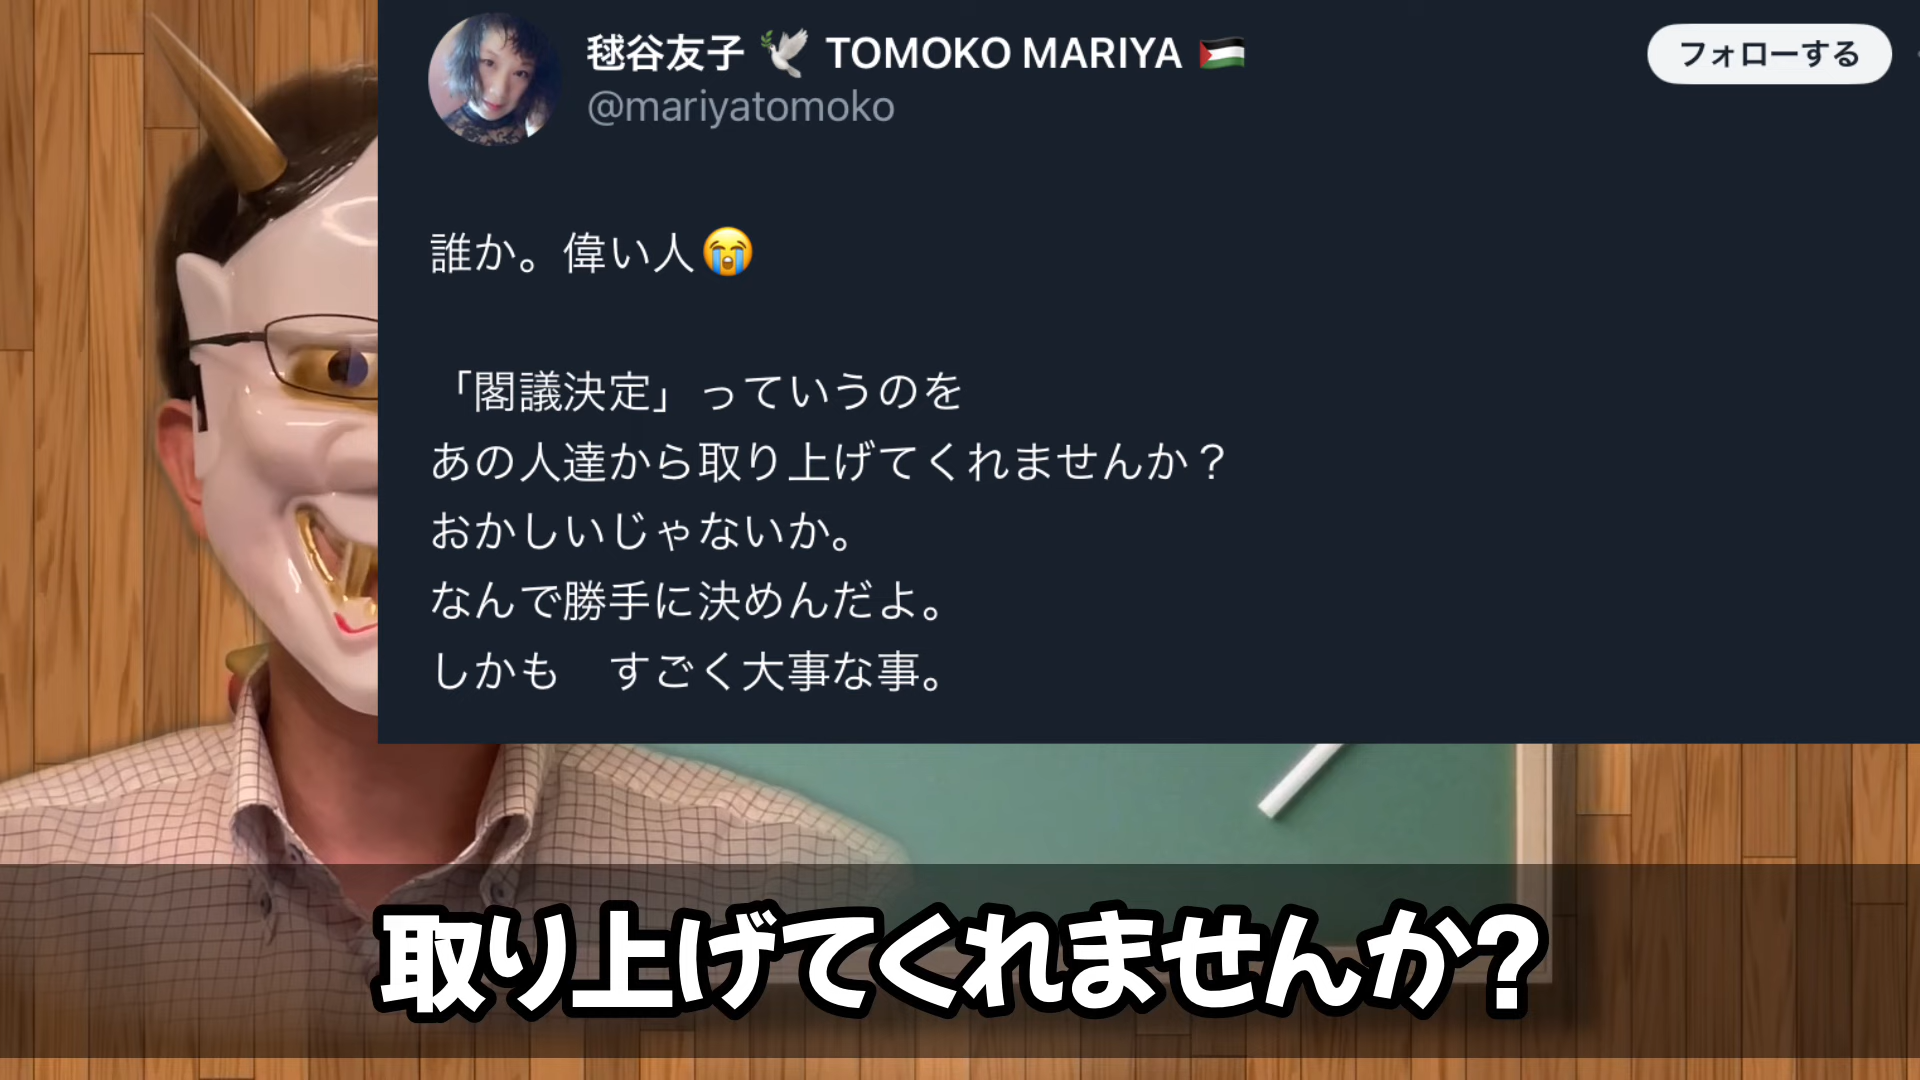 毬谷友子 🕊 TOMOKO MARIYA 🇵🇸
@mariyatomoko
フォローする
誰か。偉い人😭
「閣議決定」っていうのを
あの人達から取り上げてくれませんか？
おかしいじゃないか。
なんで勝手に決めんだよ。
しかも　すごく大事な事。
取り上げてくれませんか？